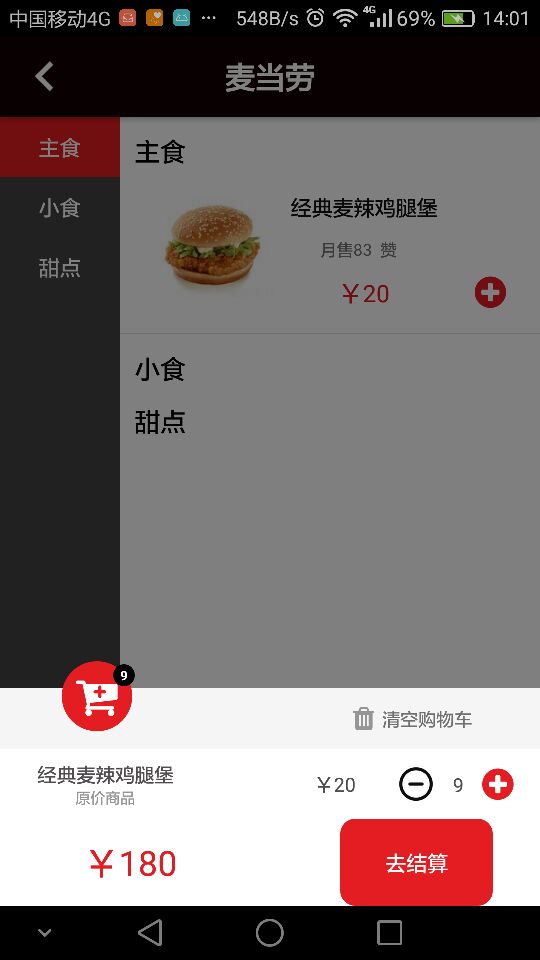 中国移动4G ··· 548B/s 4G 69% 14:01
麦当劳
主食
小食
甜点
主食
经典麦辣鸡腿堡
月售83 赞
￥20
小食
甜点
9
清空购物车
经典麦辣鸡腿堡 ￥20 9
原价商品
￥180 去结算